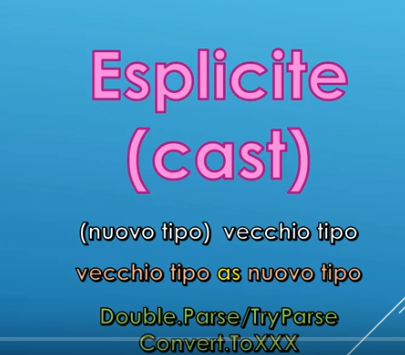 Esplicite
(cast)
(nuovo tipo) vecchio tipo
vecchio tipo as nuovo tipo
Double.Parse/TryParse
Convert.ToXXX